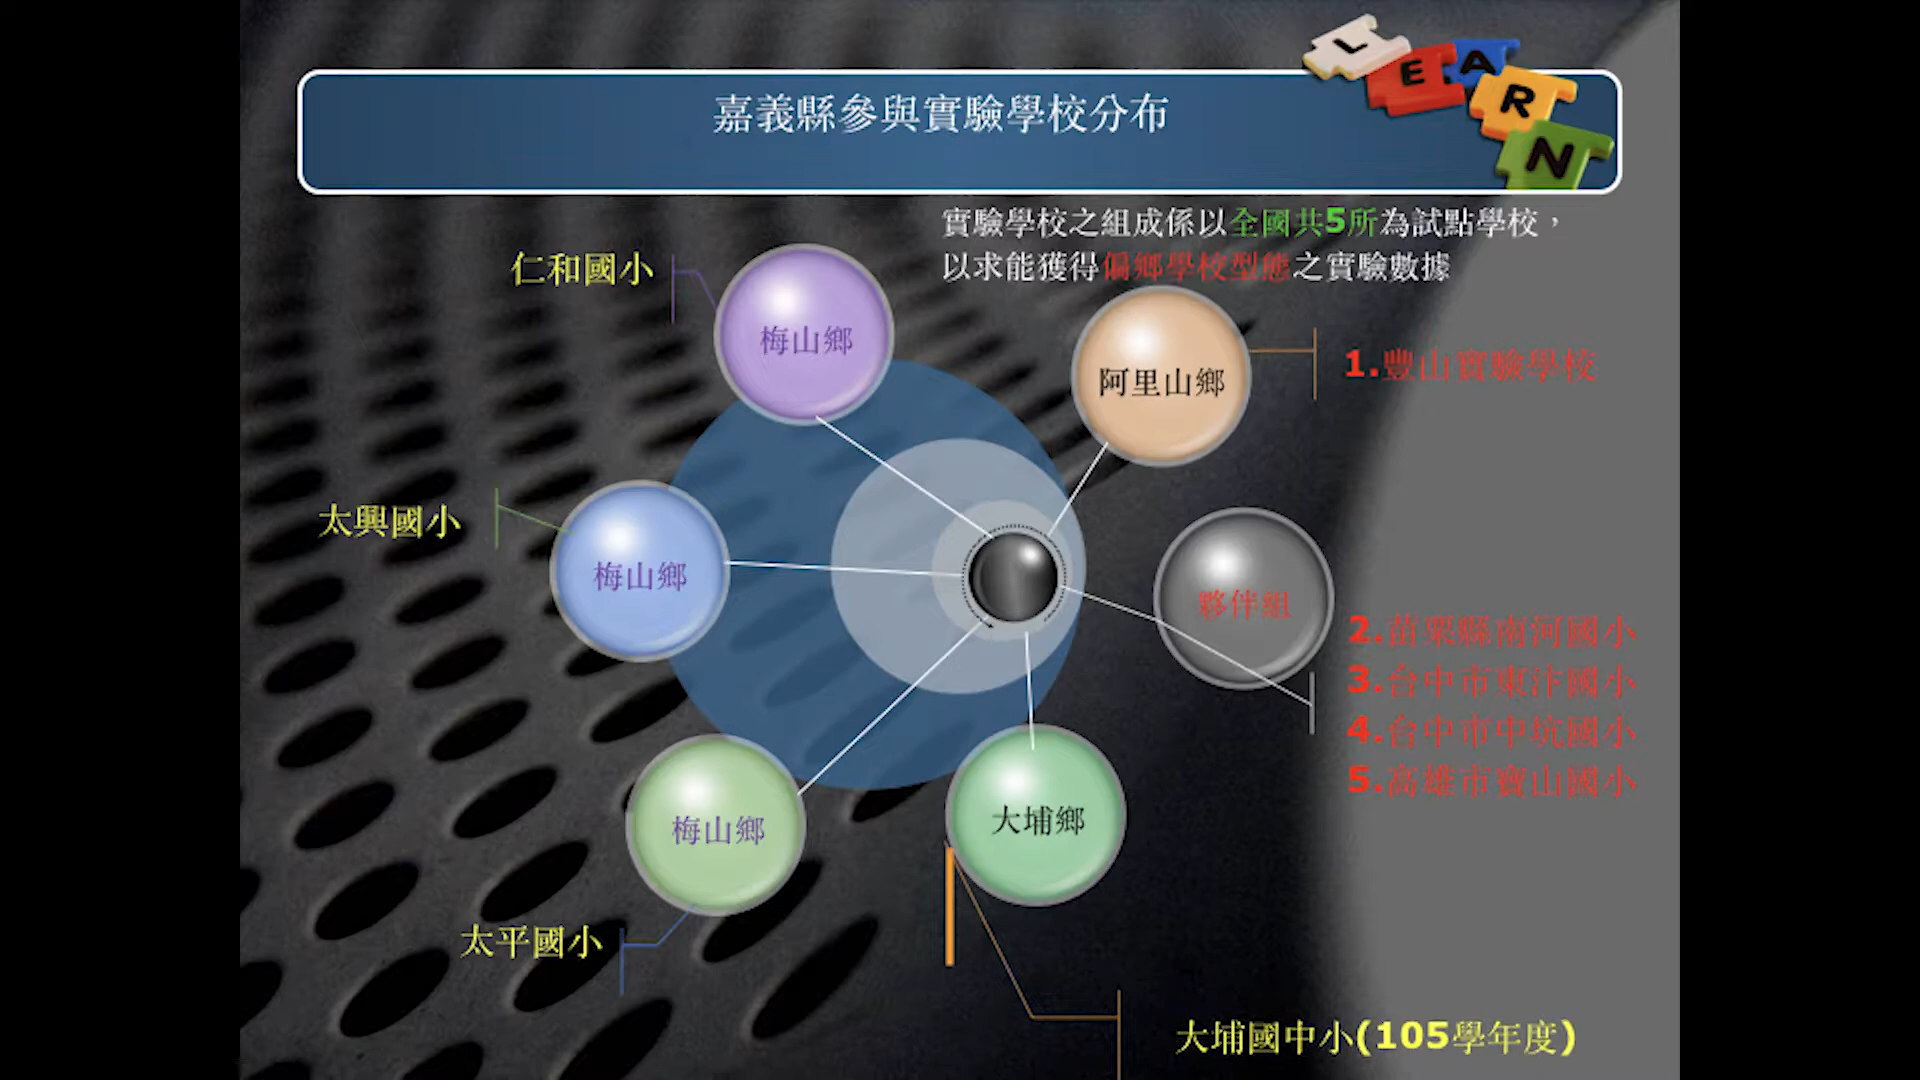 LEARN
嘉義縣參與實驗學校分布
實驗學校之組成係以全國共5所為試點學校，
以求能獲得偏鄉學校型態之實驗數據
仁和國小
梅山鄉
阿里山鄉
1.豐山實驗學校
太興國小
梅山鄉
夥伴組
2.苗栗縣南河國小
3.台中市東汴國小
4.台中市中坑國小
5.高雄市寶山國小
梅山鄉
大埔鄉
太平國小
大埔國中小(105學年度)